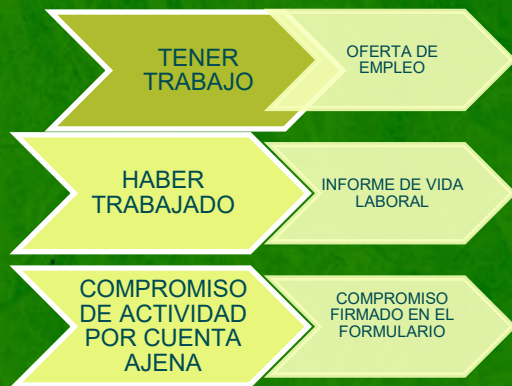 TENER
TRABAJO
OFERTA DE
EMPLEO
HABER
TRABAJADO
INFORME DE VIDA
LABORAL
COMPROMISO
DE ACTIVIDAD
POR CUENTA
AJENA
COMPROMISO
FIRMADO EN EL
FORMULARIO